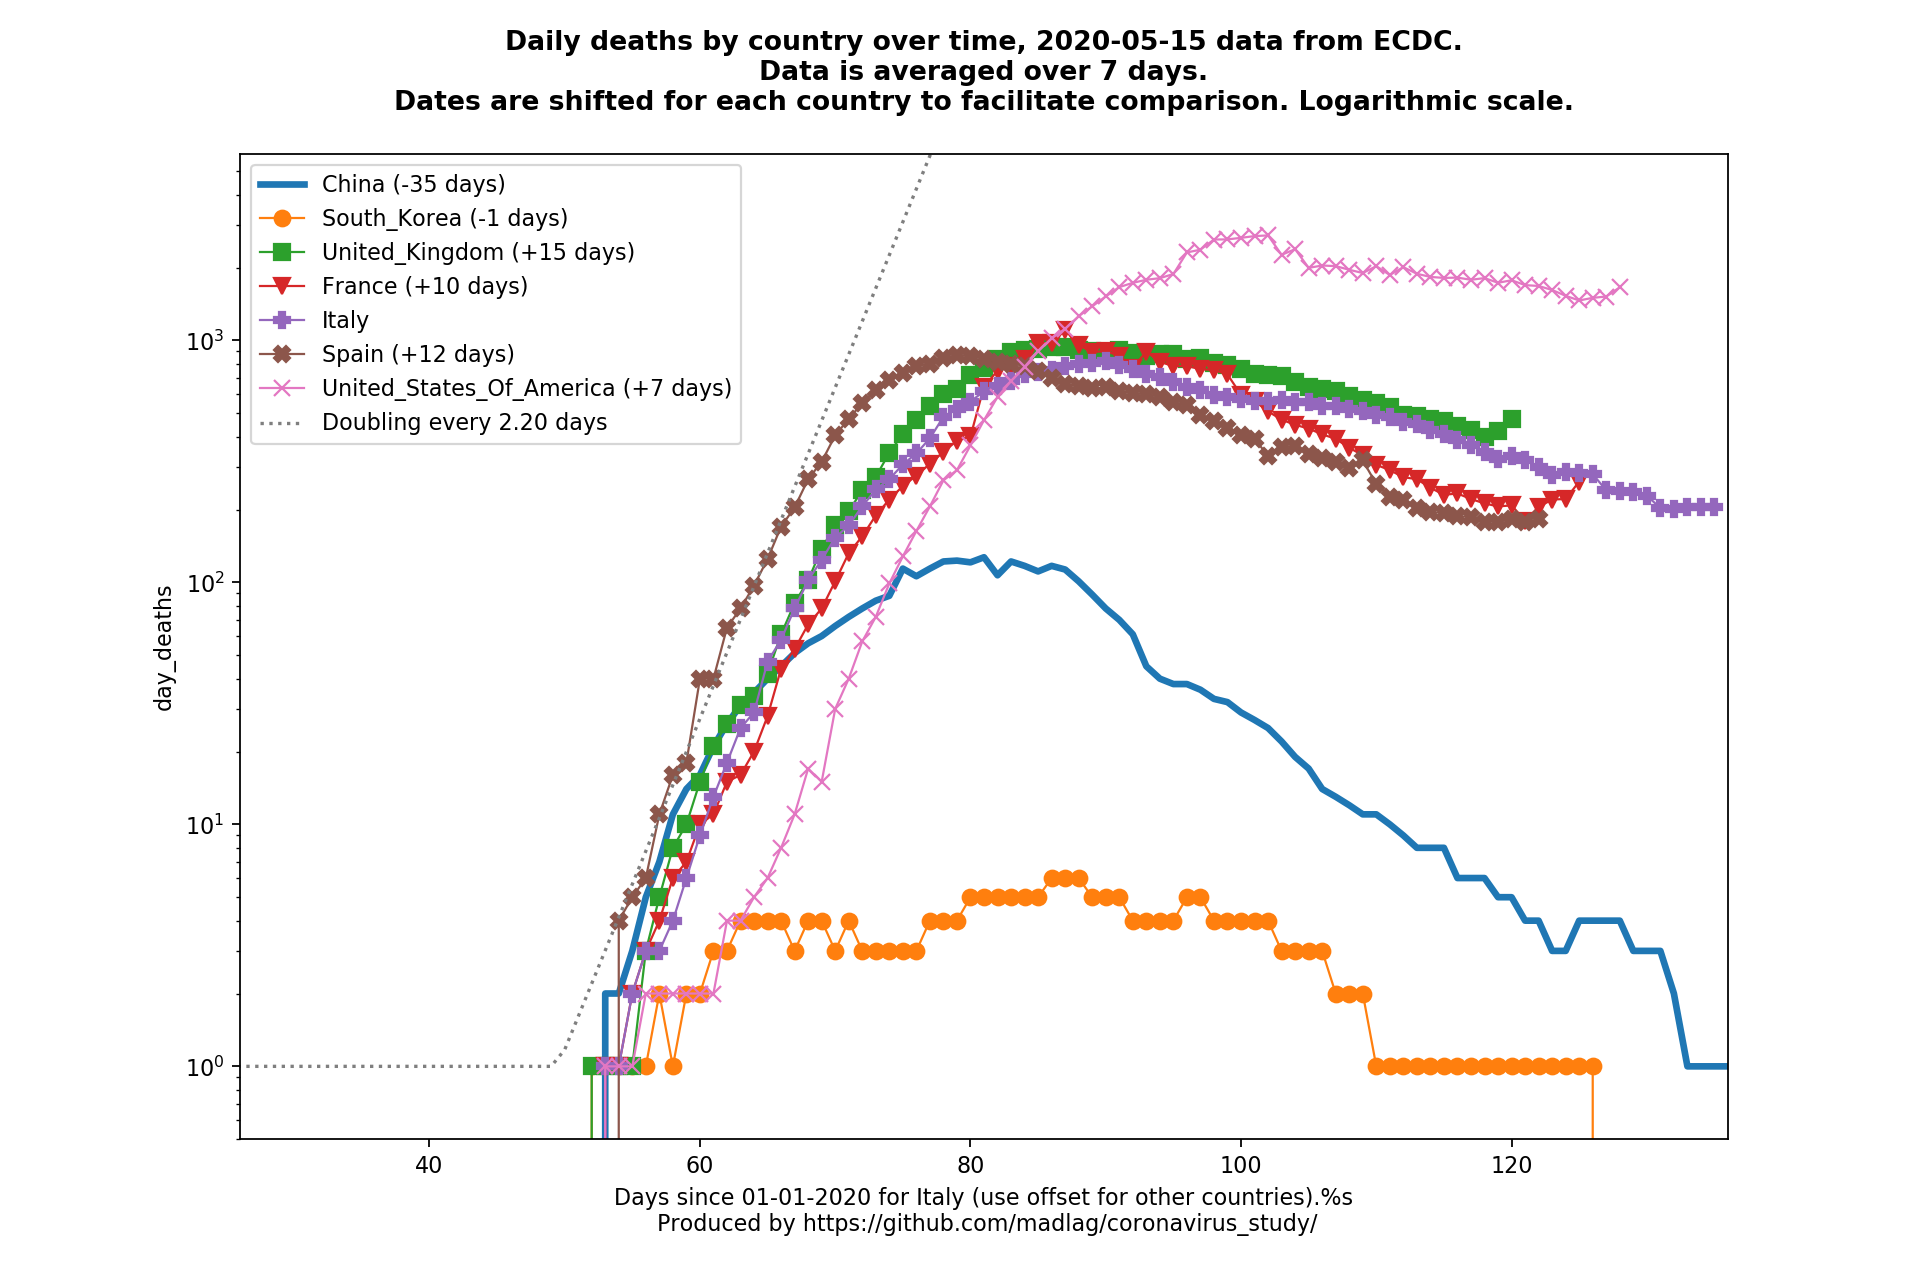 Daily deaths by country over time, 2020-05-15 data from ECDC.
Data is averaged over 7 days.
Dates are shifted for each country to facilitate comparison. Logarithmic scale.
China (-35 days)
South_Korea (-1 days)
United_Kingdom (+15 days)
France (+10 days)
Italy
Spain (+12 days)
United_States_Of_America (+7 days)
Doubling every 2.20 days
day_deaths
10³
10²
10¹
10⁰
40 60 80 100 120
Days since 01-01-2020 for Italy (use offset for other countries).%s
Produced by https://github.com/madlag/coronavirus_study/